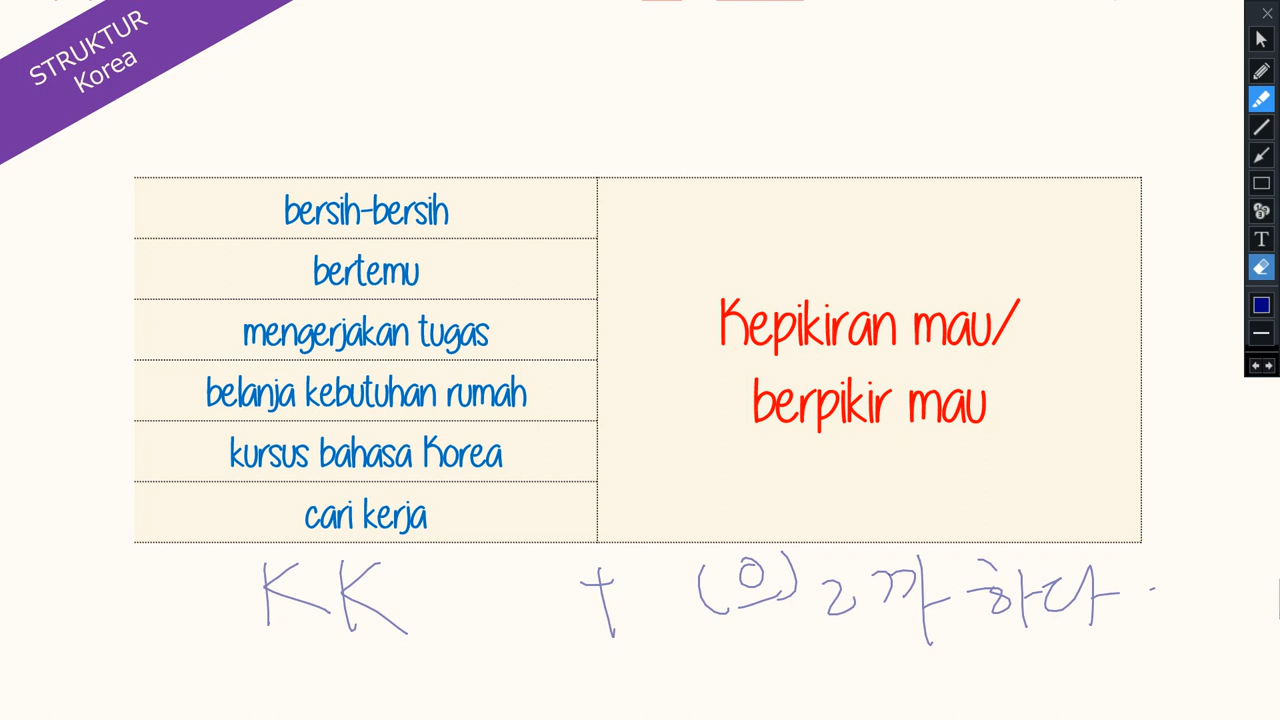 STRUKTUR
Korea
bersih-bersih
bertemu
mengerjakan tugas
belanja kebutuhan rumah
kursus bahasa Korea
cari kerja
Kepikiran mau/
berpikir mau
KK + (으)ㄹ까 하다.